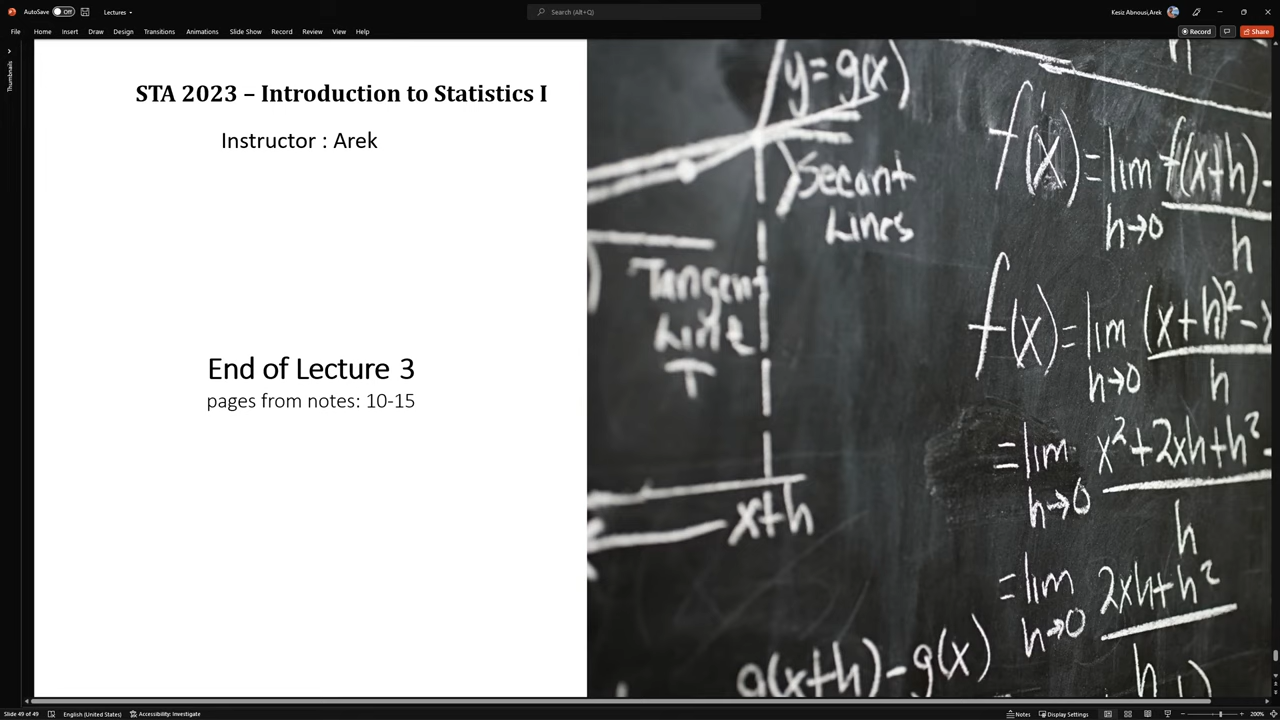 AutoSave Off Lectures Search (Alt+Q) Kesiz Abnousi,Arek
File Home Insert Draw Design Transitions Animations Slide Show Record Review View Help Record Share
Thumbnails
STA 2023 – Introduction to Statistics I
Instructor : Arek
End of Lecture 3
pages from notes: 10-15
y=g(x)
Secant
Lines
Tangent
Line
T
x+h
g(x+h)-g(x)
h
f'(x)=lim f(x+h)-
h→0 h
f(x)=lim (x+h)²-
h→0 h
=lim x²+2xh+h²-
h→0 h
=lim 2xh+h²
h→0 h
Slide 49 of 49 English (United States) Accessibility: Investigate Notes Display Settings 200%